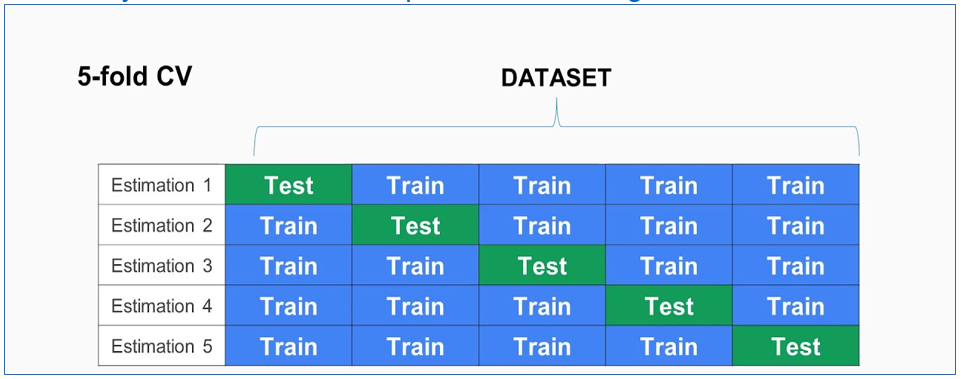 5-fold CV
DATASET
Estimation 1 Test Train Train Train Train
Estimation 2 Train Test Train Train Train
Estimation 3 Train Train Test Train Train
Estimation 4 Train Train Train Test Train
Estimation 5 Train Train Train Train Test